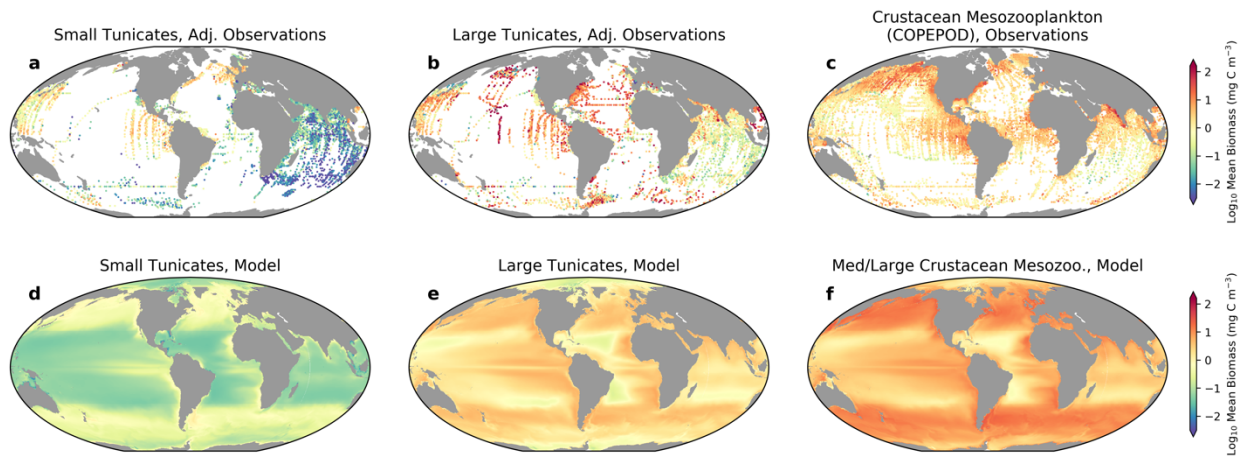 Small Tunicates, Adj. Observations
a
Large Tunicates, Adj. Observations
b
Crustacean Mesozooplankton
(COPEPOD), Observations
c
2
1
0
−1
−2
Log₁₀ Mean Biomass (mg C m⁻³)
Small Tunicates, Model
d
Large Tunicates, Model
e
Med/Large Crustacean Mesozoo., Model
f
2
1
0
−1
−2
Log₁₀ Mean Biomass (mg C m⁻³)